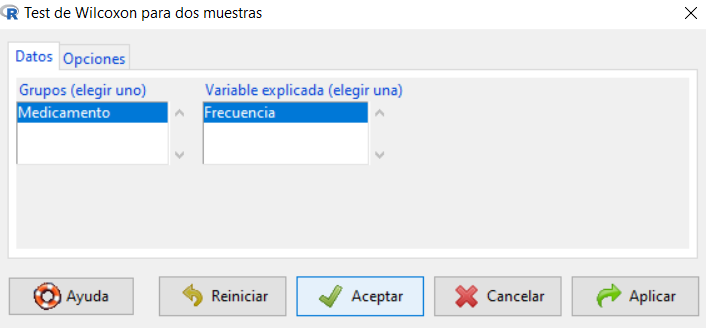 Test de Wilcoxon para dos muestras
Datos Opciones
Grupos (elegir uno) Variable explicada (elegir una)
Medicamento Frecuencia
Ayuda Reiniciar Aceptar Cancelar Aplicar